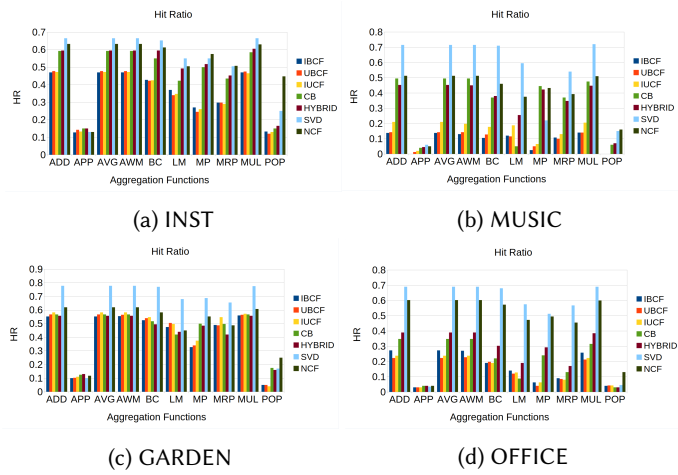 Hit Ratio
0.7
0.6
0.5
0.4
0.3
0.2
0.1
0
HR
ADD APP AVG AWM BC LM MP MRP MUL POP
Aggregation Functions
IBCF
UBCF
IUCF
CB
HYBRID
SVD
NCF
(a) INST
Hit Ratio
0.8
0.7
0.6
0.5
0.4
0.3
0.2
0.1
0
HR
ADD APP AVG AWM BC LM MP MRP MUL POP
Aggregation Functions
IBCF
UBCF
IUCF
CB
HYBRID
SVD
NCF
(b) MUSIC
Hit Ratio
0.9
0.8
0.7
0.6
0.5
0.4
0.3
0.2
0.1
0
HR
ADD APP AVG AWM BC LM MP MRP MUL POP
Aggregation Functions
IBCF
UBCF
IUCF
CB
HYBRID
SVD
NCF
(c) GARDEN
Hit Ratio
0.8
0.7
0.6
0.5
0.4
0.3
0.2
0.1
0
HR
ADD APP AVG AWM BC LM MP MRP MUL POP
Aggregation Functions
IBCF
UBCF
IUCF
CB
HYBRID
SVD
NCF
(d) OFFICE